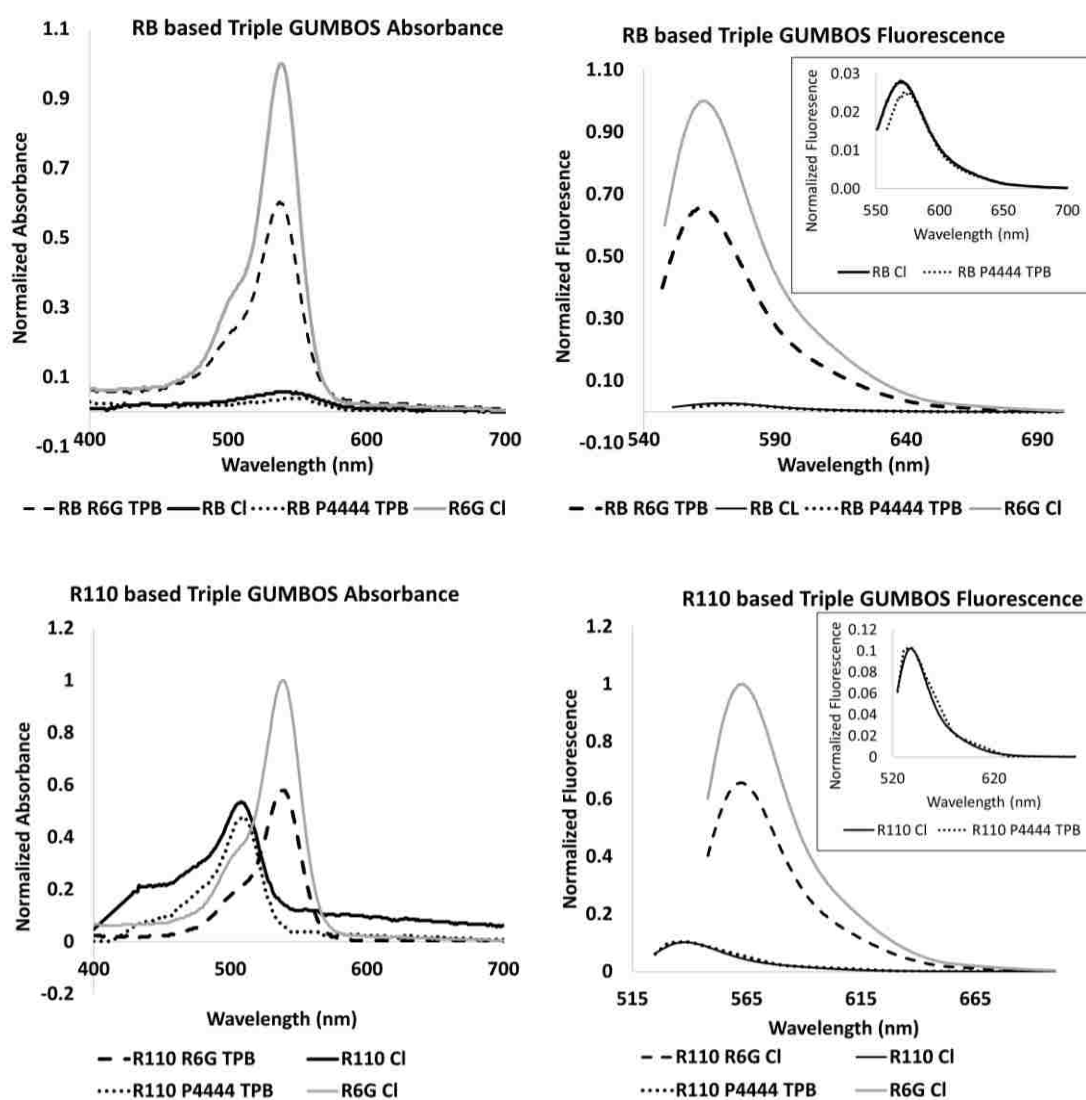 RB based Triple GUMBOS Absorbance
1.1
0.9
0.7
0.5
0.3
0.1
-0.1
400
500
600
700
Normalized Absorbance
Wavelength (nm)
RB R6G TPB RB Cl RB P4444 TPB R6G Cl
RB based Triple GUMBOS Fluorescence
1.10
0.90
0.70
0.50
0.30
0.10
-0.10
540
590
640
690
Normalized Fluoresence
Wavelength (nm)
0.03
0.02
0.01
0.00
550
600
650
700
Normalized Fluoresence
Wavelength (nm)
RB Cl RB P4444 TPB
RB R6G TPB RB CL RB P4444 TPB R6G Cl
R110 based Triple GUMBOS Absorbance
1.2
1
0.8
0.6
0.4
0.2
0
-0.2
400
500
600
700
Normalized Absorbance
Wavelength (nm)
R110 R6G TPB R110 Cl
R110 P4444 TPB R6G Cl
R110 based Triple GUMBOS Fluorescence
1.2
1
0.8
0.6
0.4
0.2
0
515
565
615
665
Normalized Fluorescence
Wavelength (nm)
0.12
0.1
0.08
0.06
0.04
0.02
0
520
620
Normalized Fluorescence
Wavelength (nm)
R110 Cl R110 P4444 TPB
R110 R6G Cl R110 Cl
R110 P4444 TPB R6G Cl